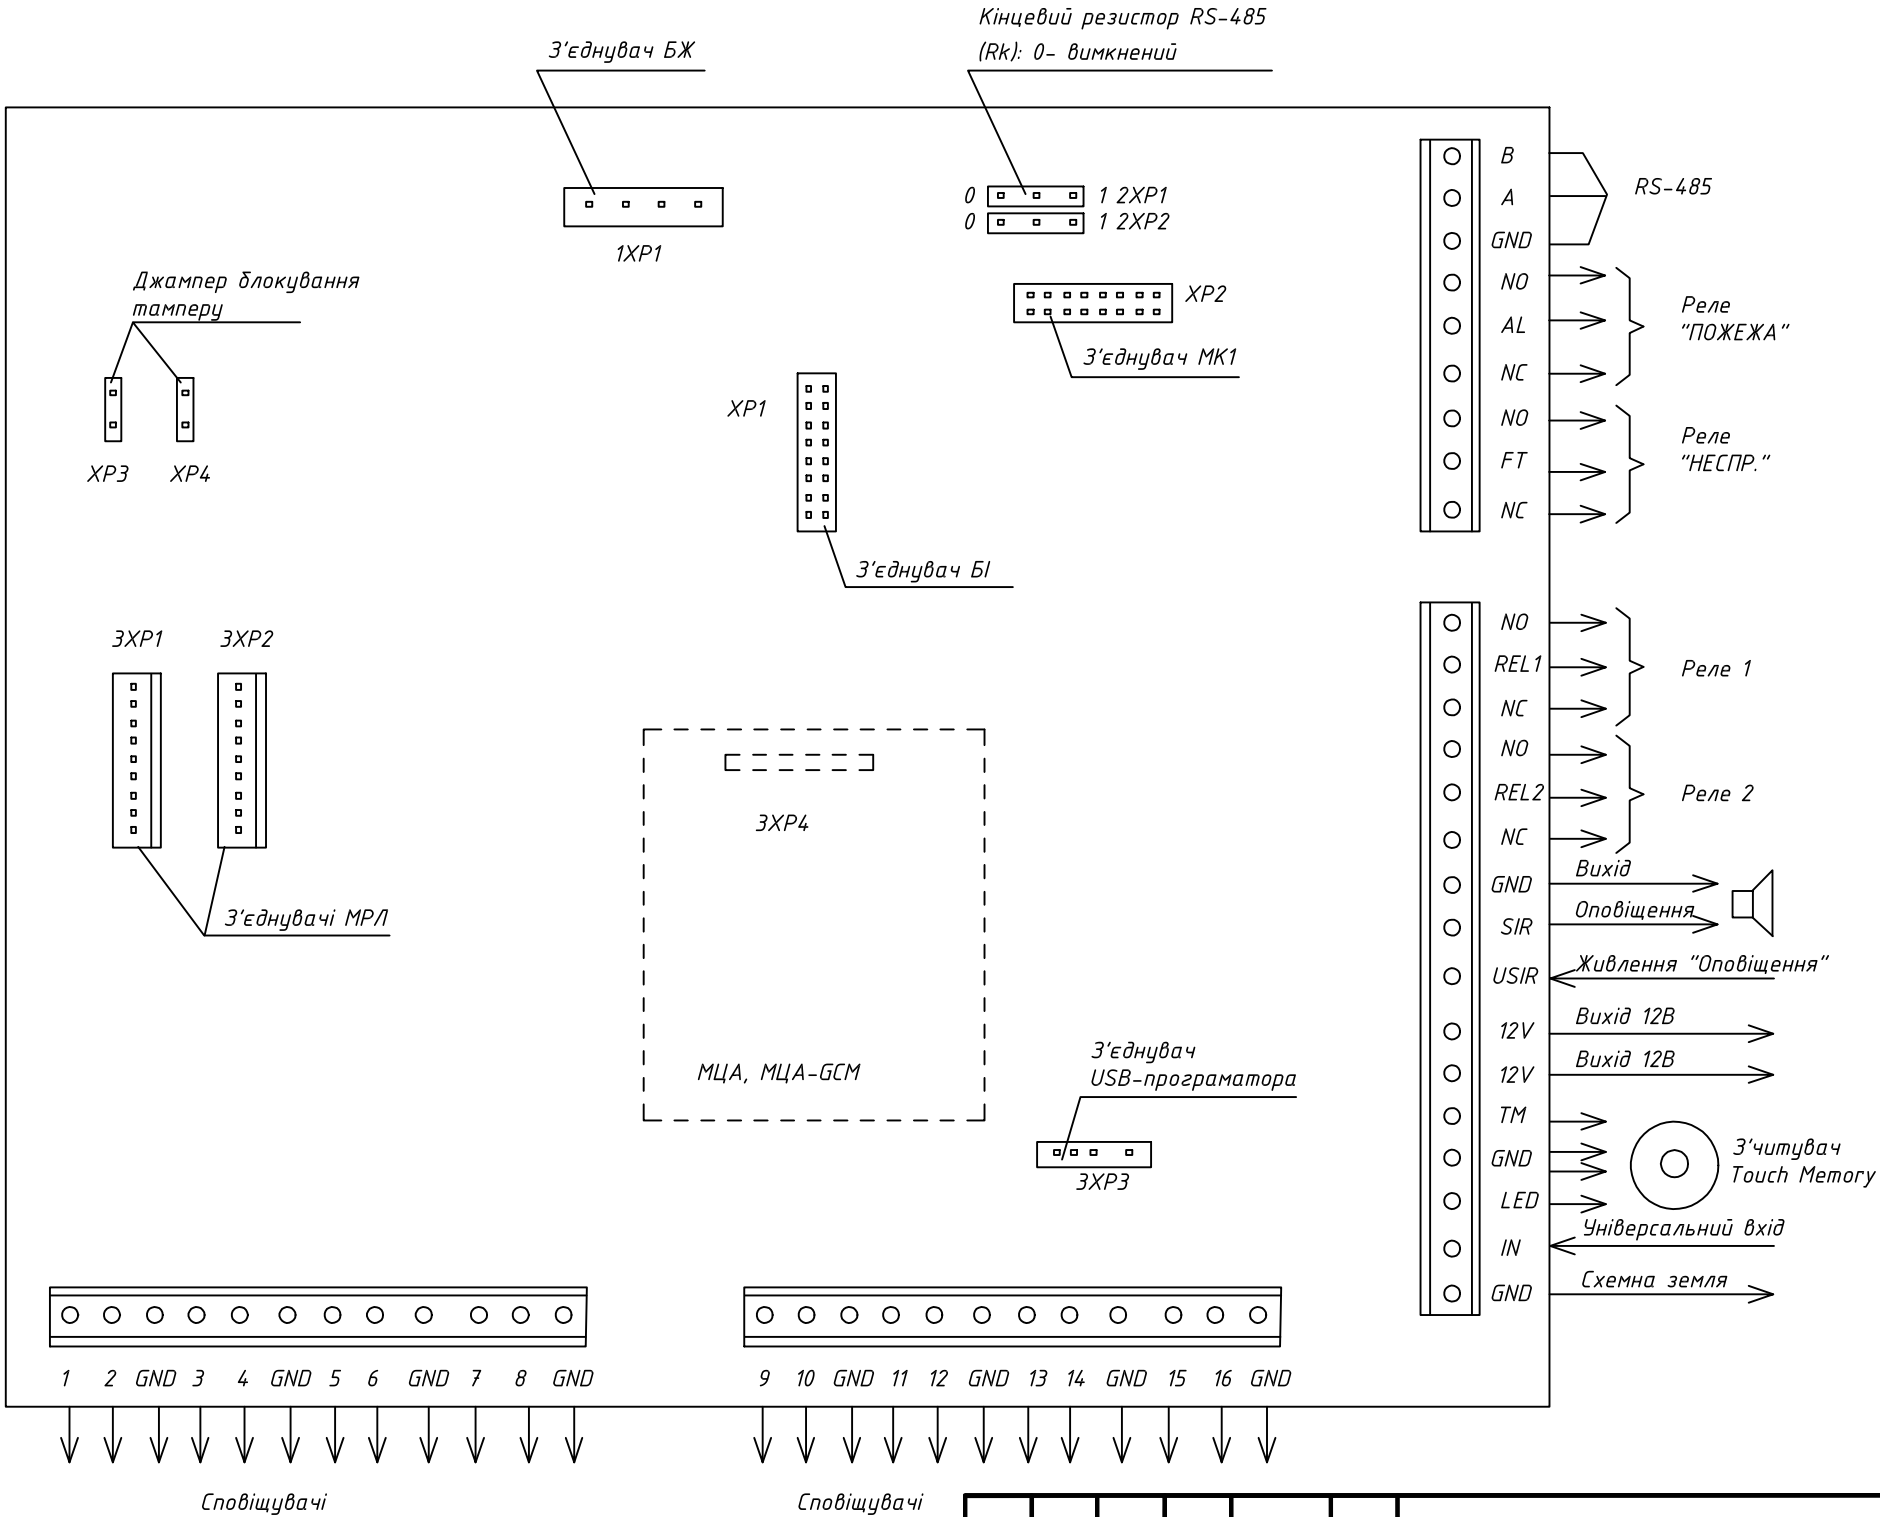 Кінцевий резистор RS-485
(Rk): 0- вимкнений
З'єднувач БЖ
0 1 2XP1
0 1 2XP2
1XP1
B
A
GND
RS-485
NO
AL
NC
Реле
"ПОЖЕЖА"
NO
FT
NC
Реле
"НЕСПР."
Джампер блокування
тамперу
XP3 XP4
XP2
З'єднувач МК1
XP1
З'єднувач БІ
3XP1 3XP2
З'єднувачі МРЛ
3XP4
МЦА, МЦА-GCM
З'єднувач
USB-програматора
3XP3
NO
REL1
NC
Реле 1
NO
REL2
NC
Реле 2
GND Вихід
SIR Оповіщення
USIR Живлення "Оповіщення"
12V Вихід 12В
12V Вихід 12В
TM
GND
LED
З'читувач
Touch Memory
IN Універсальний вхід
GND Схемна земля
1 2 GND 3 4 GND 5 6 GND 7 8 GND
9 10 GND 11 12 GND 13 14 GND 15 16 GND
Сповіщувачі Сповіщувачі